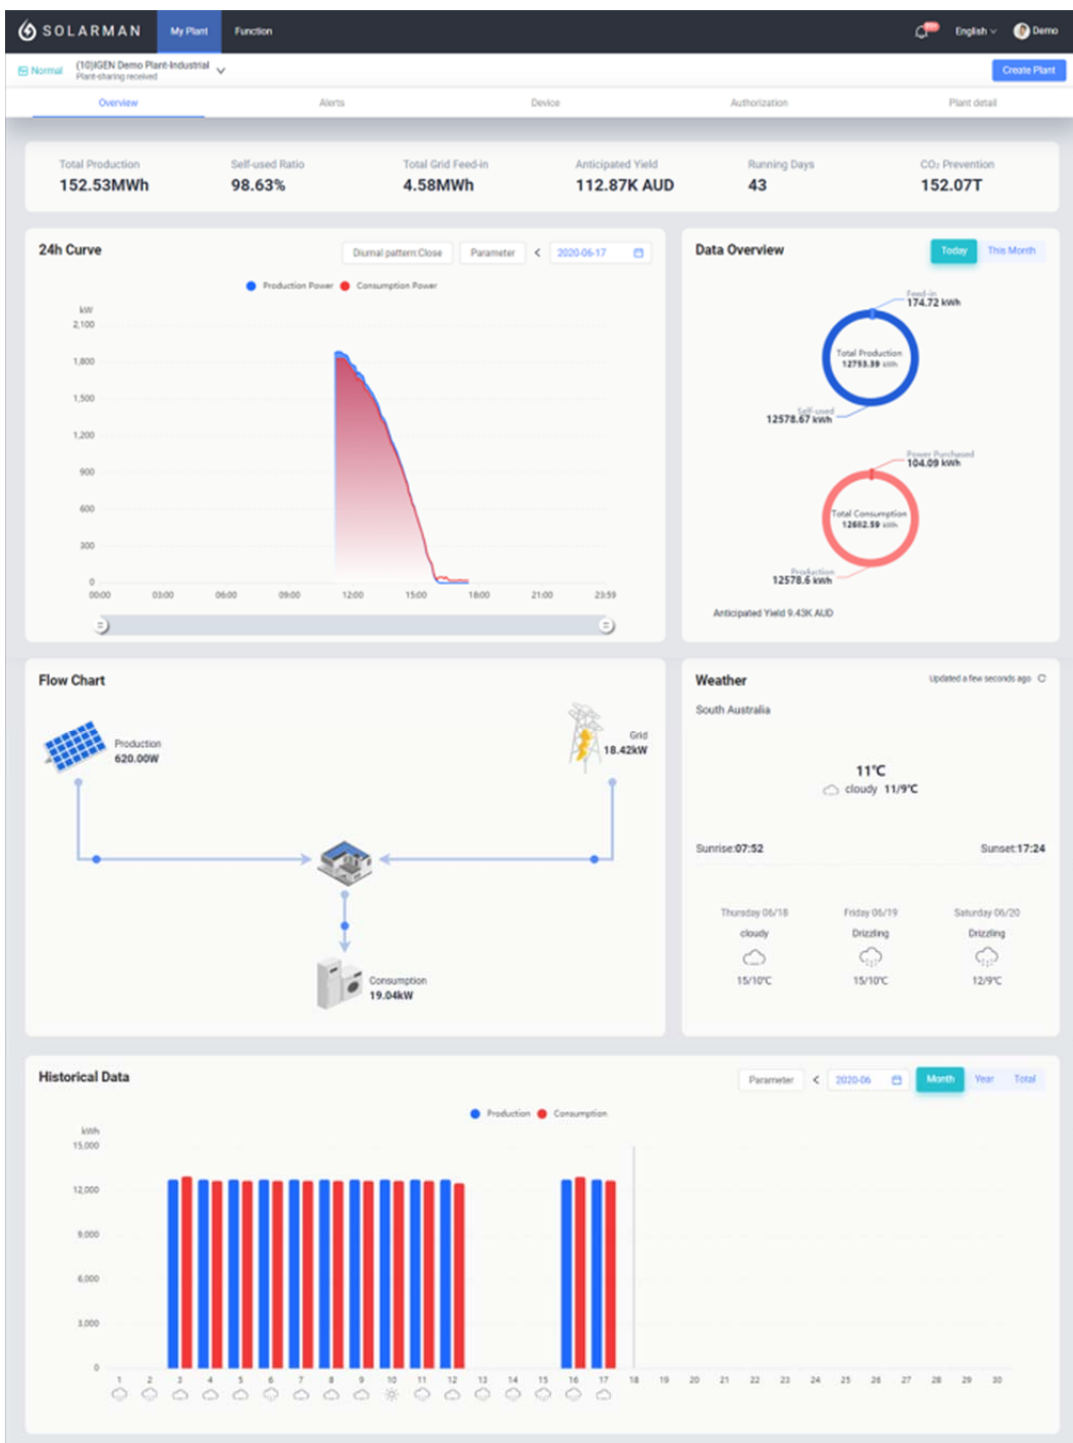 SOLARMAN My Plant Function English Demo
Normal (10)IGEN Demo Plant-Industrial
Plant-sharing received
Create Plant
Overview Alerts Device Authorization Plant detail
Total Production Self-used Ratio Total Grid Feed-in Anticipated Yield Running Days CO₂ Prevention
152.53MWh 98.63% 4.58MWh 112.87K AUD 43 152.07T
24h Curve
Diurnal pattern:Close Parameter < 2020-06-17
Production Power Consumption Power
kW
2,100
1,800
1,500
1,200
900
600
300
0
00:00 03:00 06:00 09:00 12:00 15:00 18:00 21:00 23:59
Data Overview
Today This Month
Feed-in
174.72 kWh
Total Production
12753.39 kWh
Self-used
12578.67 kWh
Power Purchased
104.09 kWh
Total Consumption
12682.59 kWh
Production
12578.6 kWh
Anticipated Yield 9.43K AUD
Flow Chart
Production
620.00W
Grid
18.42kW
Consumption
19.04kW
Weather
Updated a few seconds ago
South Australia
11℃
cloudy 11/9℃
Sunrise:07:52 Sunset:17:24
Thursday 06/18 Friday 06/19 Saturday 06/20
cloudy Drizzling Drizzling
15/10℃ 15/10℃ 12/9℃
Historical Data
Parameter < 2020-06 Month Year Total
Production Consumption
kWh
15,000
12,000
9,000
6,000
3,000
0
1 2 3 4 5 6 7 8 9 10 11 12 13 14 15 16 17 18 19 20 21 22 23 24 25 26 27 28 29 30